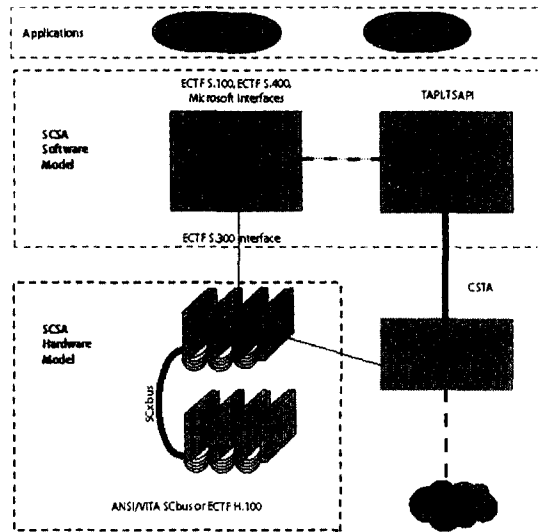 Applications
ECTF S.100, ECTF S.400,
Microsoft Interfaces
TAPI,TSAPI
SCSA
Software
Model
ECTF S.300 interface
CSTA
SCSA
Hardware
Model
SCxbus
ANSI/VITA SCbus or ECTF H.100